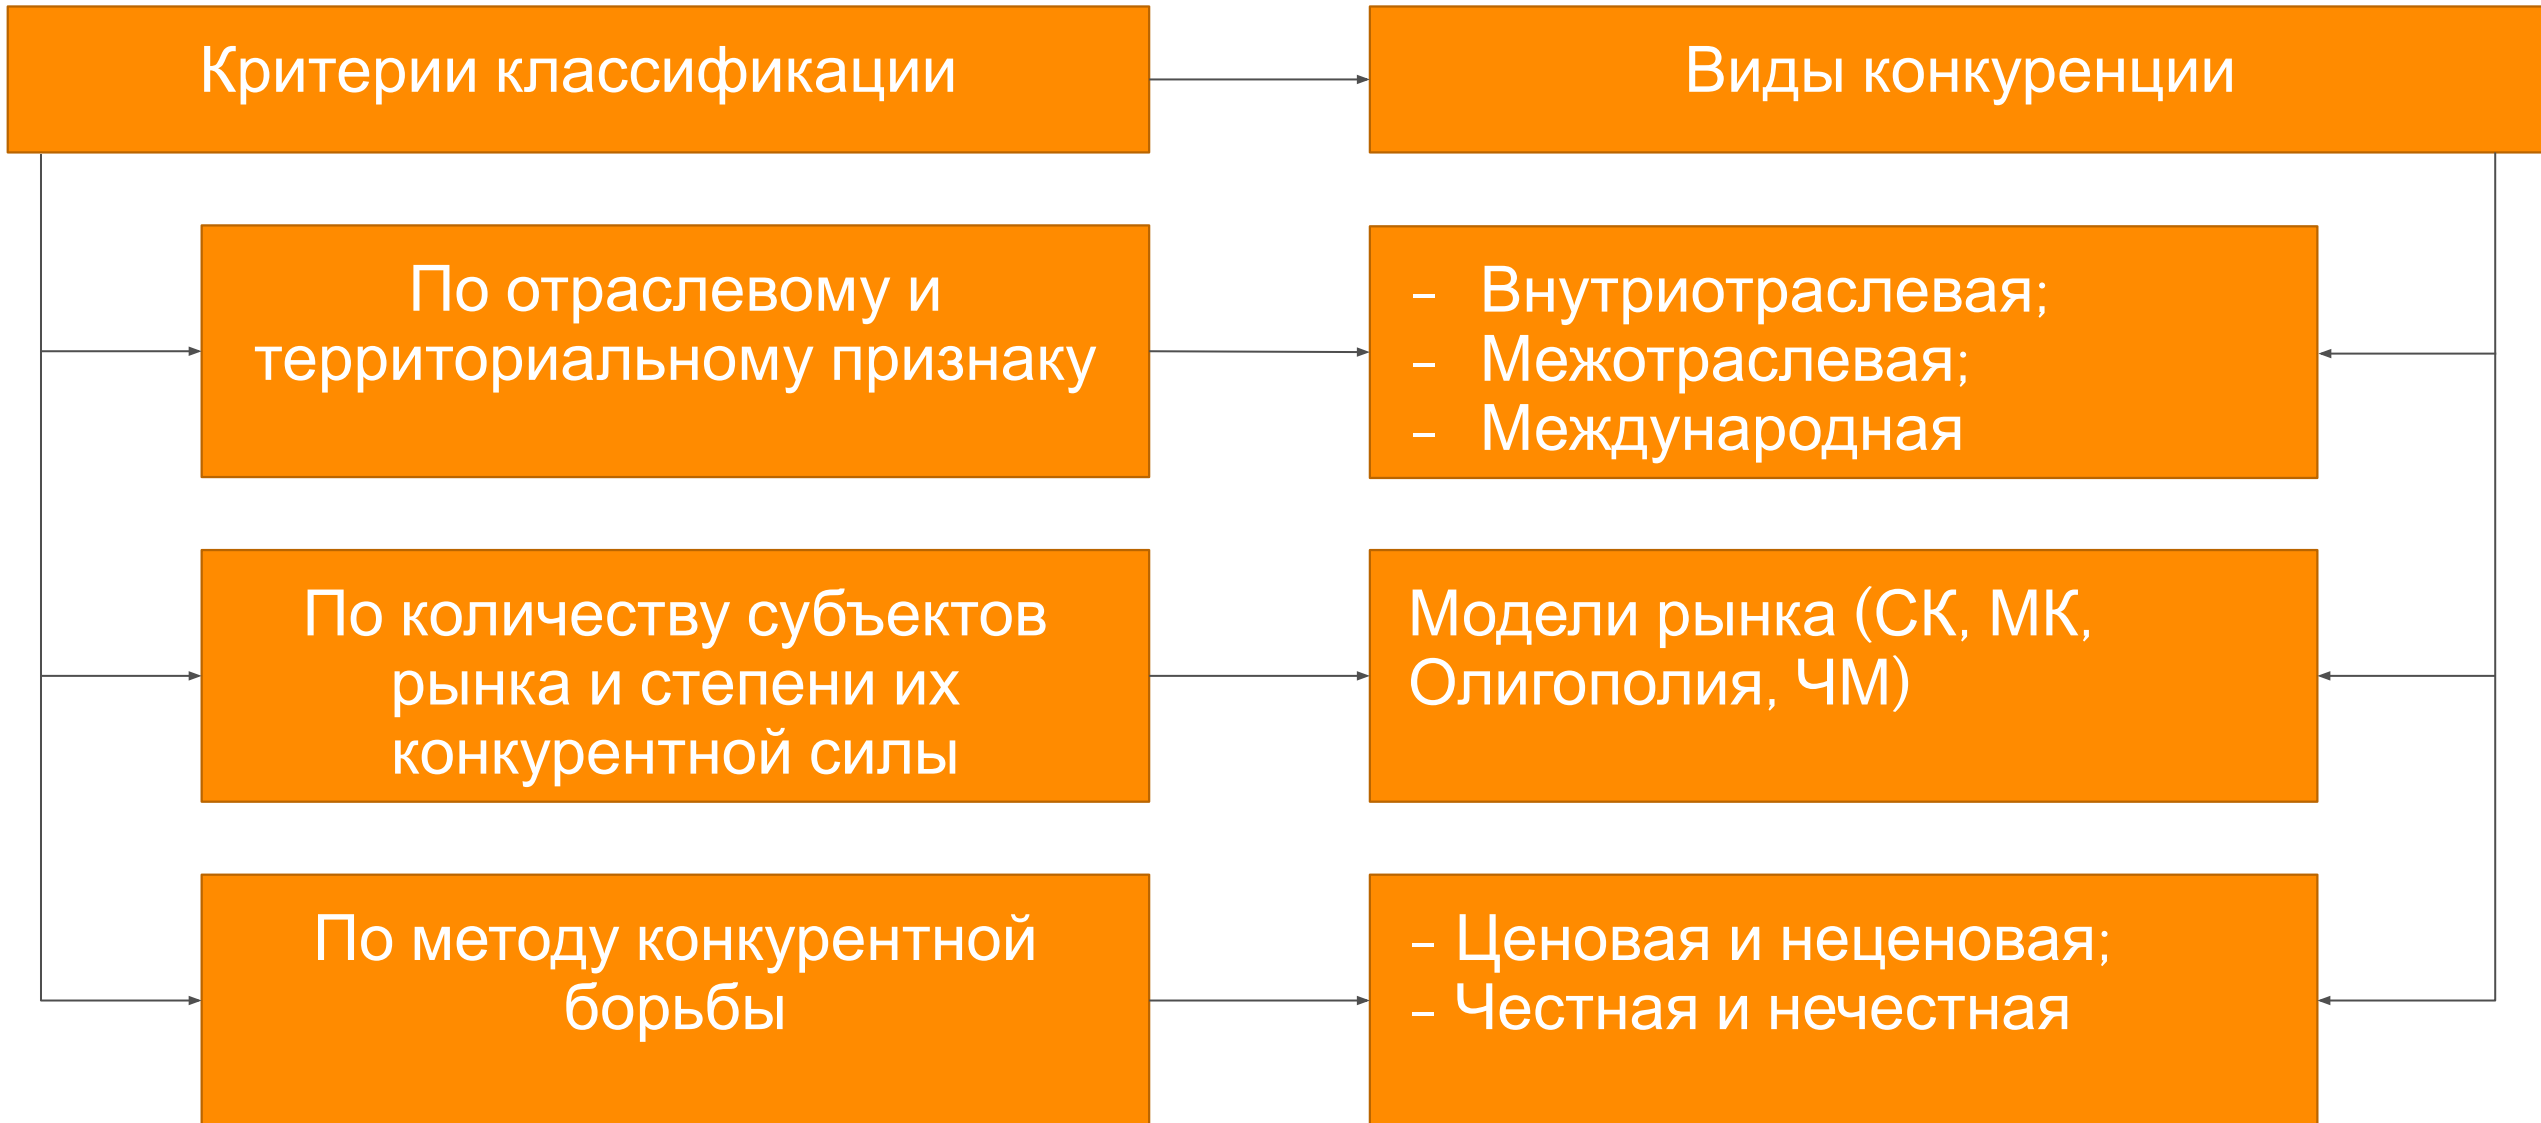 Критерии классификации
Виды конкуренции
По отраслевому и
территориальному признаку
- Внутриотраслевая;
- Межотраслевая;
- Международная
По количеству субъектов
рынка и степени их
конкурентной силы
Модели рынка (СК, МК,
Олигополия, ЧМ)
По методу конкурентной
борьбы
- Ценовая и неценовая;
- Честная и нечестная